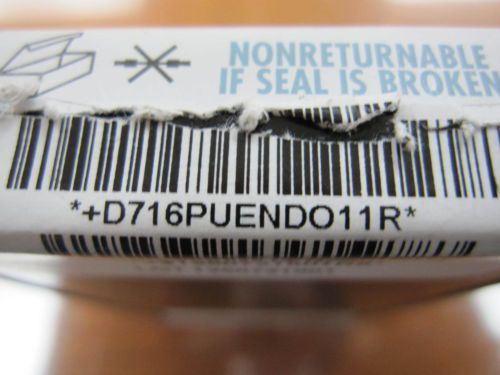 NONRETURNABLE
IF SEAL IS BROKEN
*+D716PUENDO11R*